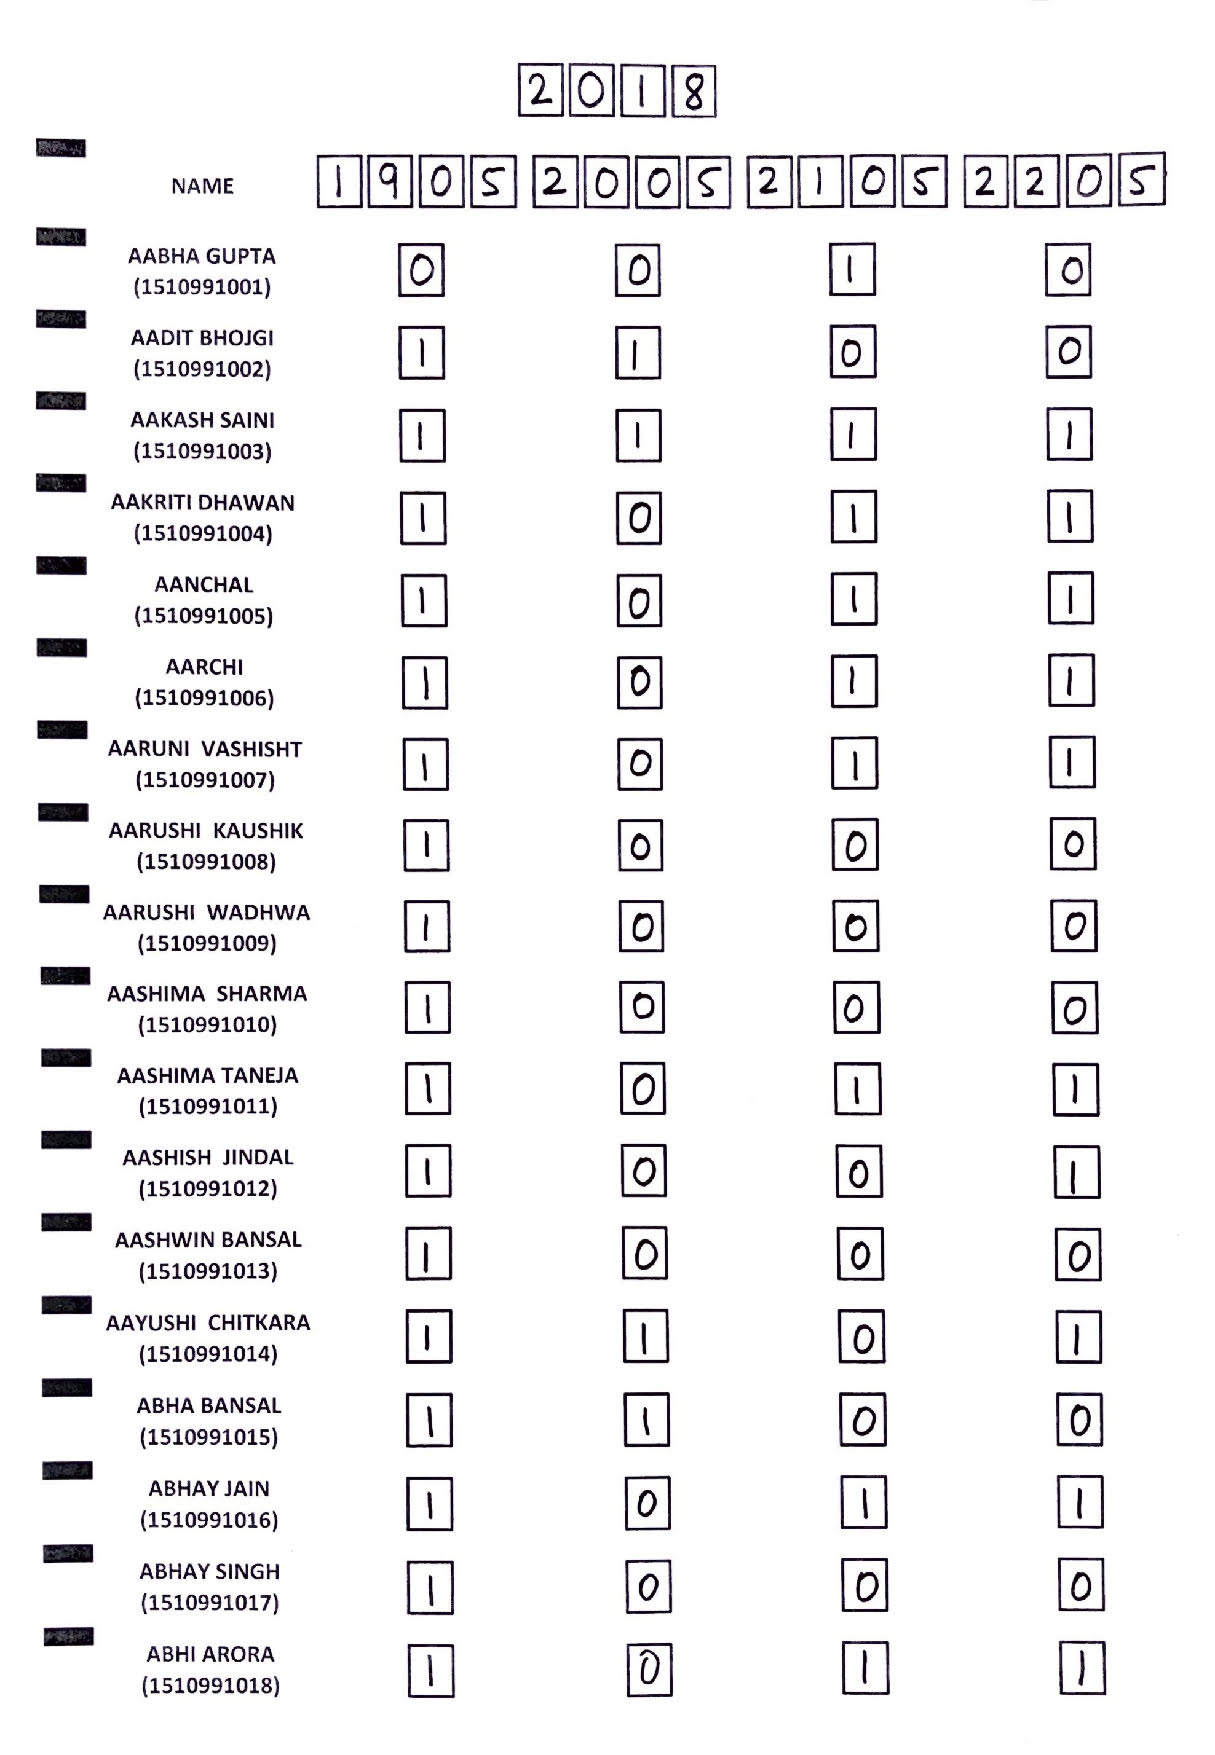 2018
NAME 1905 2005 2105 2205
AABHA GUPTA 0 0 1 0
(1510991001)
AADIT BHOJGI 1 1 0 0
(1510991002)
AAKASH SAINI 1 1 1 1
(1510991003)
AAKRITI DHAWAN 1 0 1 1
(1510991004)
AANCHAL 1 0 1 1
(1510991005)
AARCHI 1 0 1 1
(1510991006)
AARUNI VASHISHT 1 0 1 1
(1510991007)
AARUSHI KAUSHIK 1 0 0 0
(1510991008)
AARUSHI WADHWA 1 0 0 0
(1510991009)
AASHIMA SHARMA 1 0 0 0
(1510991010)
AASHIMA TANEJA 1 0 1 1
(1510991011)
AASHISH JINDAL 1 0 0 1
(1510991012)
AASHWIN BANSAL 1 0 0 0
(1510991013)
AAYUSHI CHITKARA 1 1 0 1
(1510991014)
ABHA BANSAL 1 1 0 0
(1510991015)
ABHAY JAIN 1 0 1 1
(1510991016)
ABHAY SINGH 1 0 0 0
(1510991017)
ABHI ARORA 1 0 1 1
(1510991018)